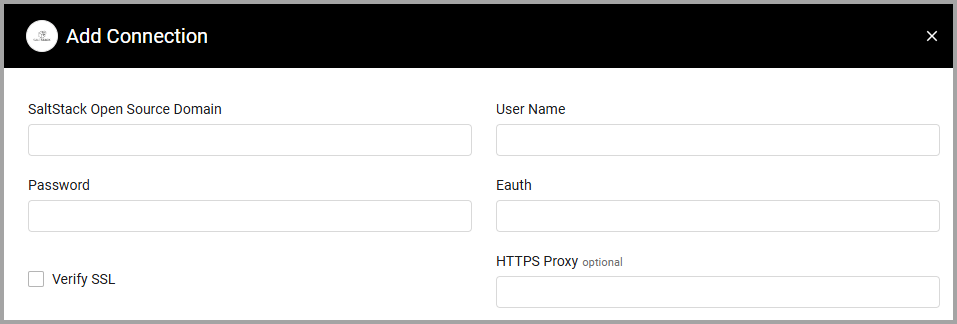 Add Connection
SaltStack Open Source Domain
User Name
Password
Eauth
Verify SSL
HTTPS Proxy optional